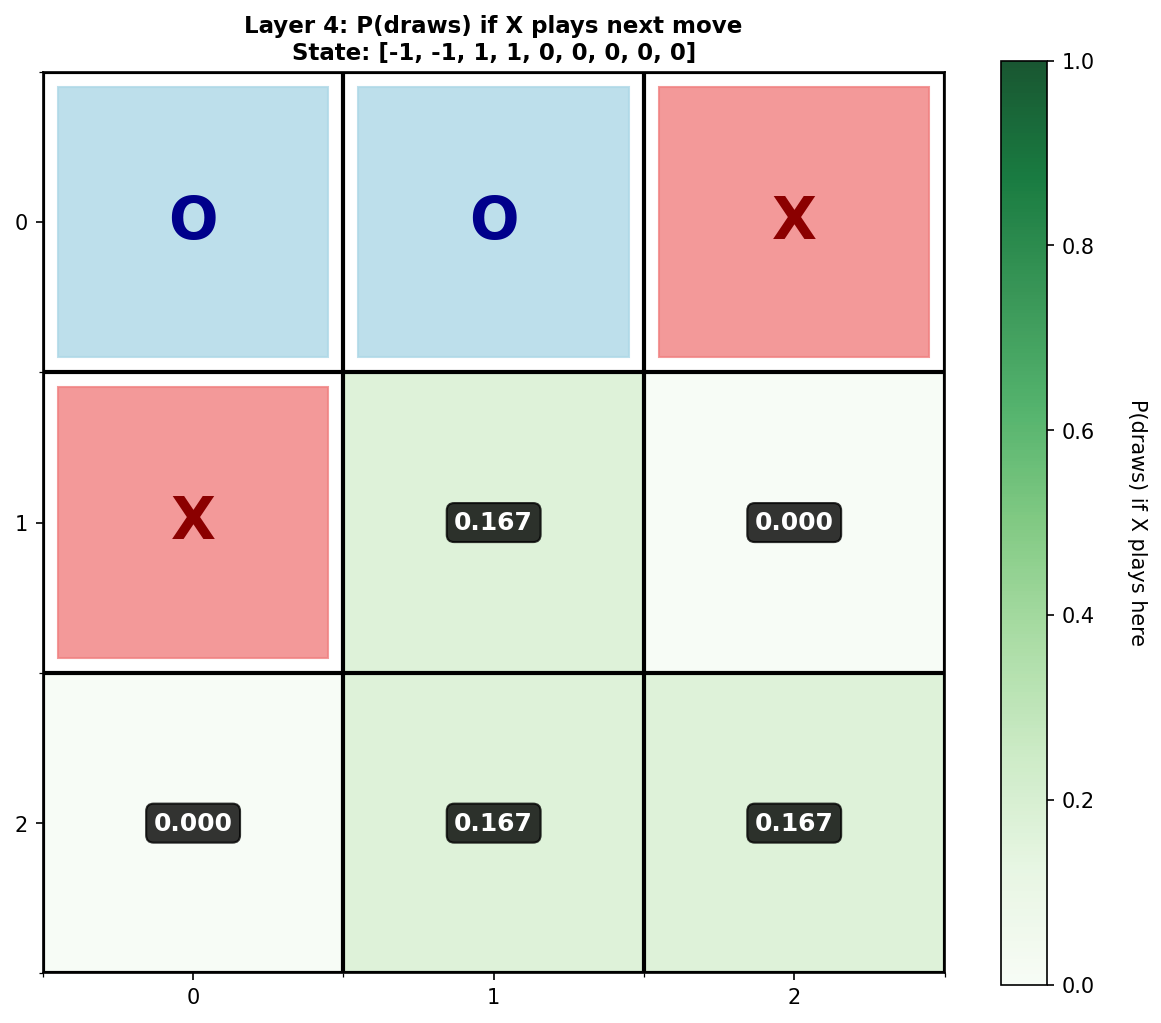 Layer 4: P(draws) if X plays next move
State: [-1, -1, 1, 1, 0, 0, 0, 0, 0]
0
O
O
X
1
X
0.167
0.000
2
0.000
0.167
0.167
0
1
2
1.0
0.8
0.6
0.4
0.2
0.0
P(draws) if X plays here